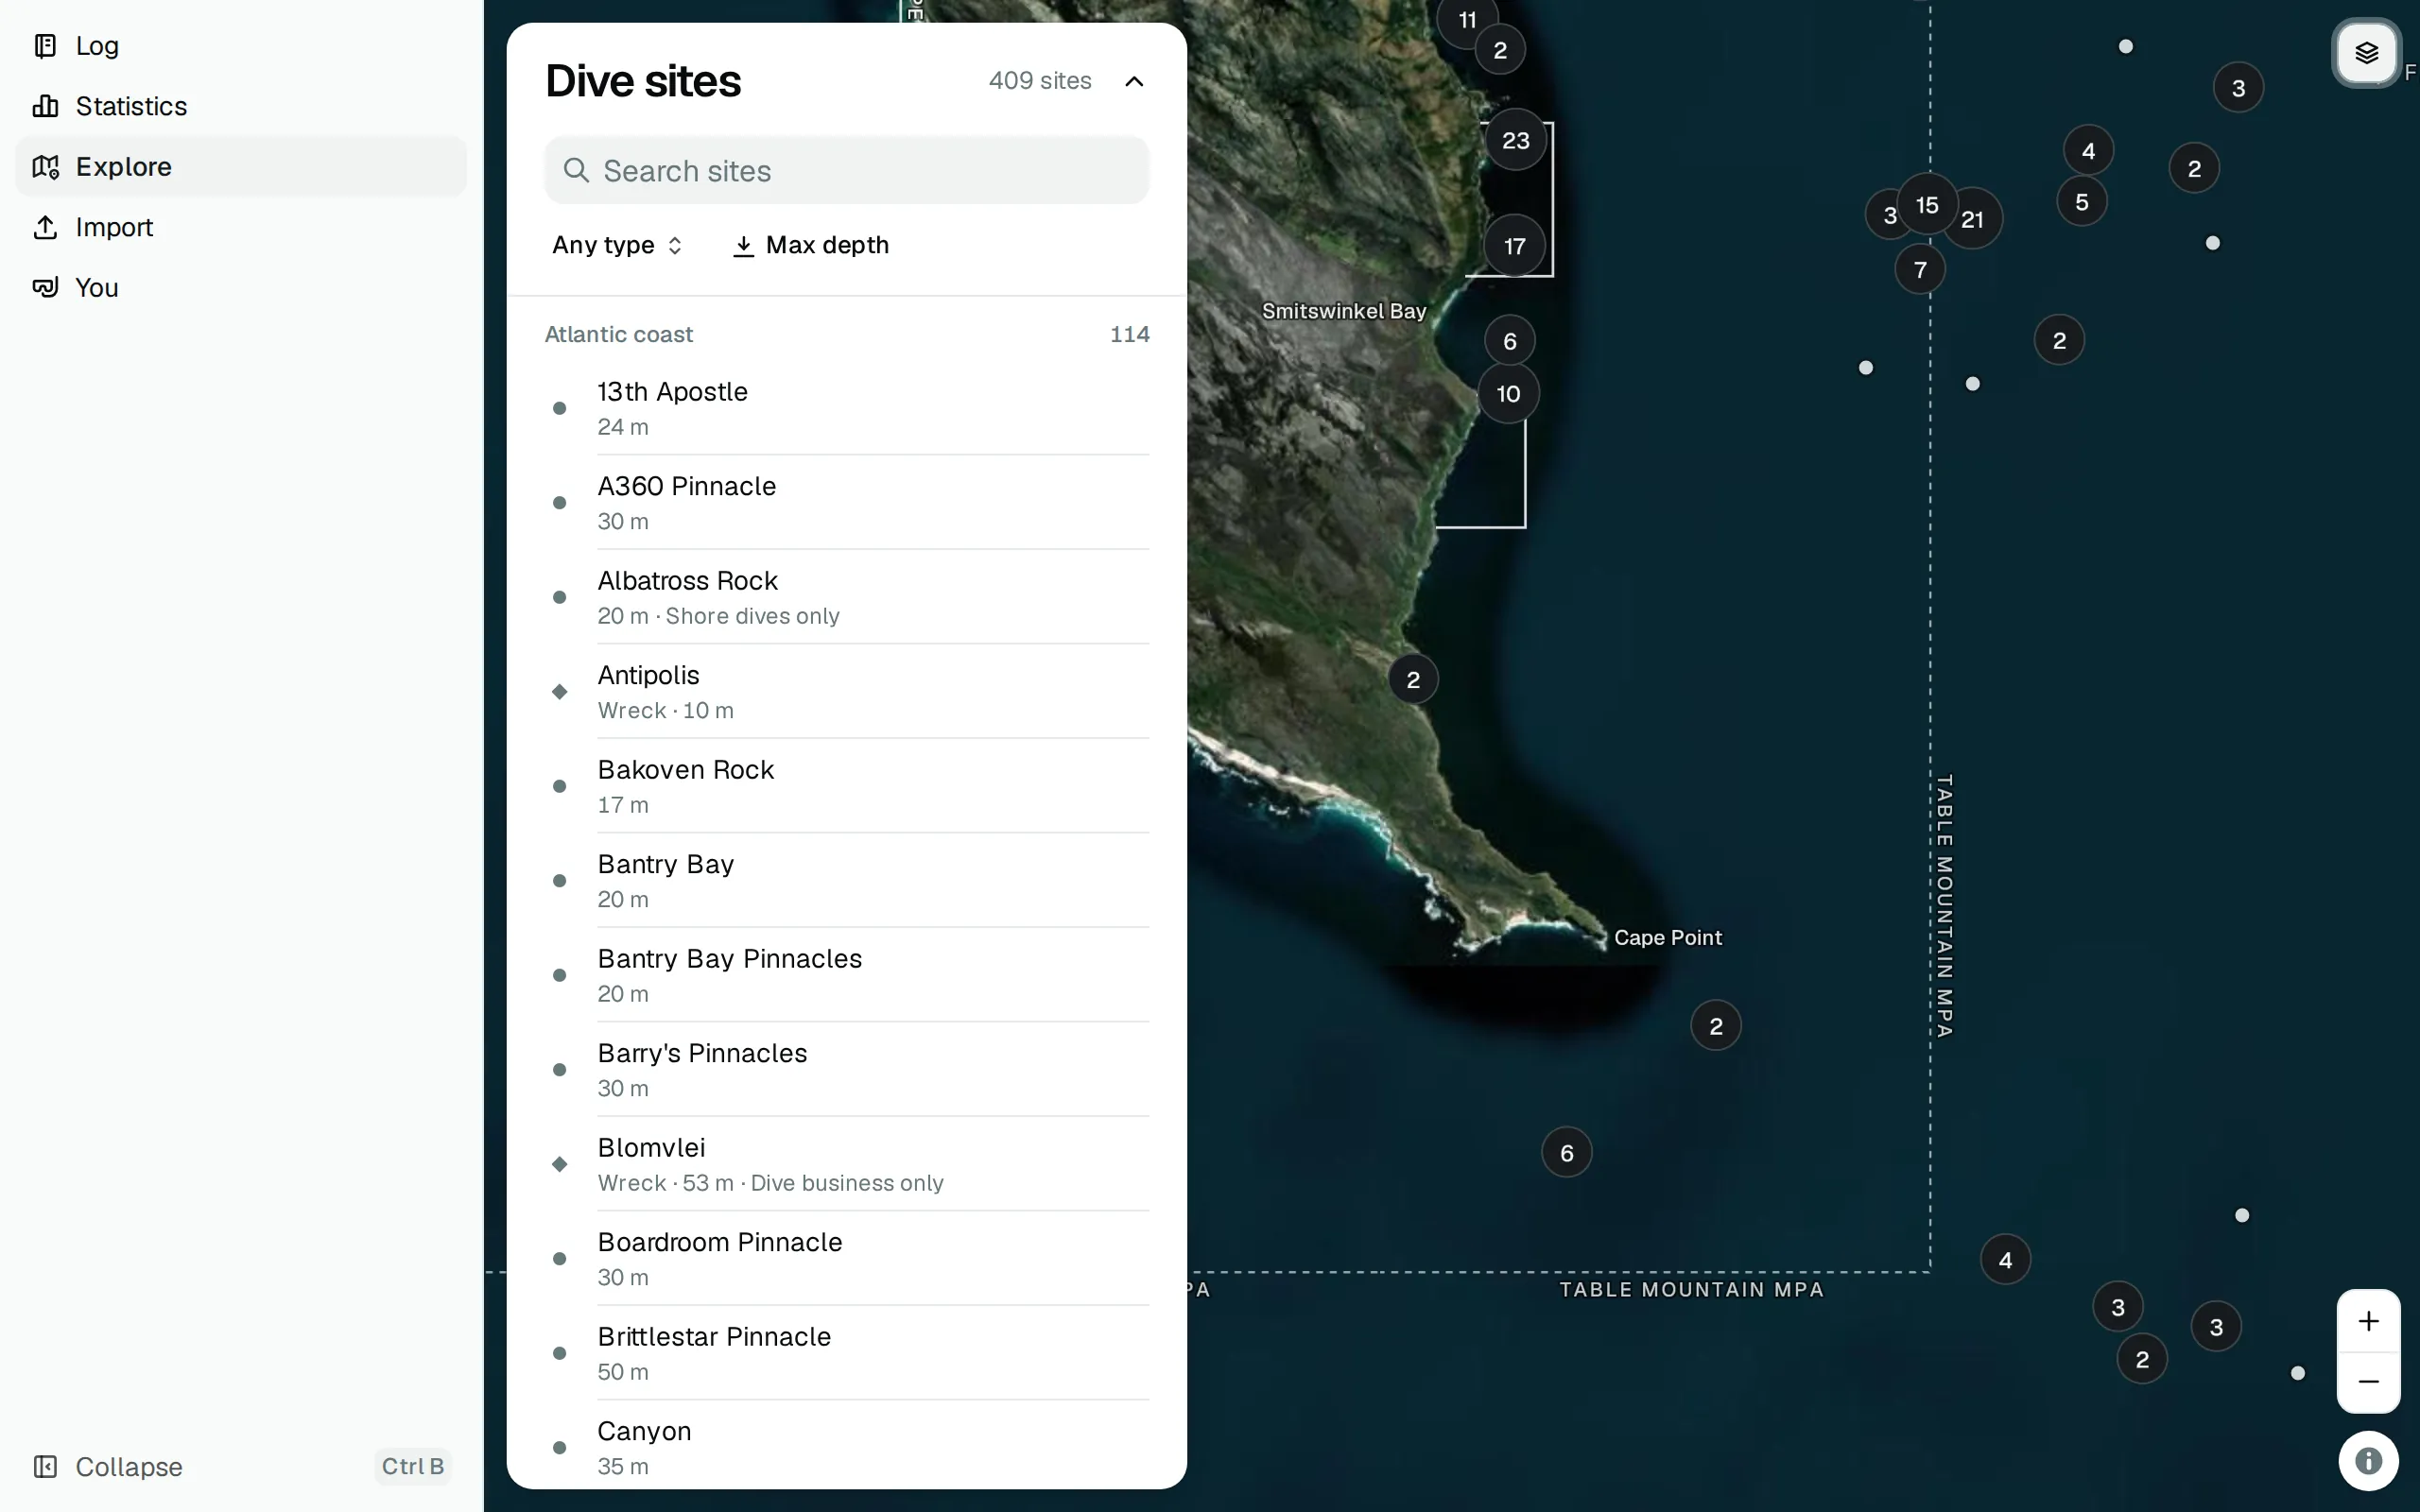 Log
Statistics
Explore
Import
You
Collapse
Ctrl B
Dive sites
409 sites
Search sites
Any type
Max depth
Atlantic coast
114
13th Apostle
24 m
A360 Pinnacle
30 m
Albatross Rock
20 m · Shore dives only
Antipolis
Wreck · 10 m
Bakoven Rock
17 m
Bantry Bay
20 m
Bantry Bay Pinnacles
20 m
Barry's Pinnacles
30 m
Blomvlei
Wreck · 53 m · Dive business only
Boardroom Pinnacle
30 m
Brittlestar Pinnacle
50 m
Canyon
35 m
PE
11
2
23
17
Smitswinkel Bay
6
10
2
Cape Point
2
6
PA
TABLE MOUNTAIN MPA
TABLE MOUNTAIN MPA
3
15
21
7
4
5
2
3
2
F
4
3
2
3